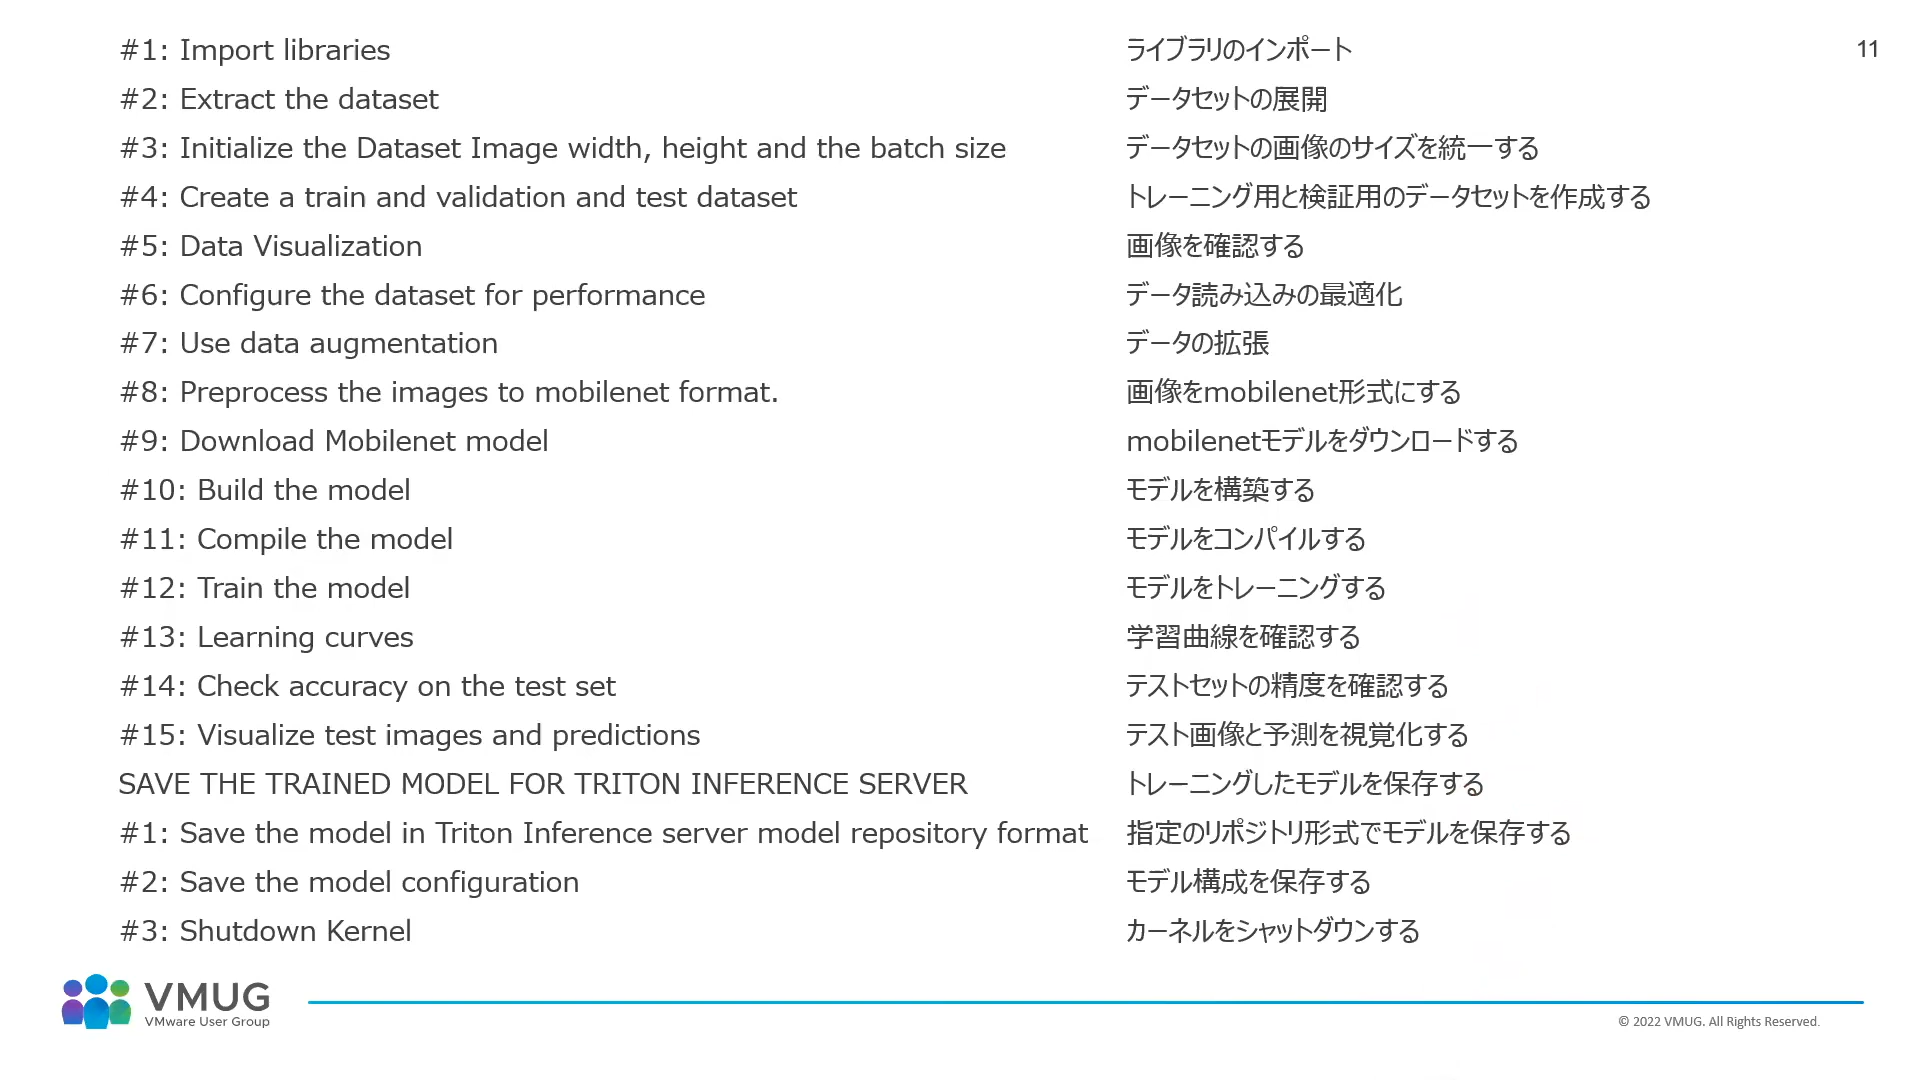 #1: Import libraries ライブラリのインポート
11
#2: Extract the dataset データセットの展開
#3: Initialize the Dataset Image width, height and the batch size データセットの画像のサイズを統一する
#4: Create a train and validation and test dataset トレーニング用と検証用のデータセットを作成する
#5: Data Visualization 画像を確認する
#6: Configure the dataset for performance データ読み込みの最適化
#7: Use data augmentation データの拡張
#8: Preprocess the images to mobilenet format. 画像をmobilenet形式にする
#9: Download Mobilenet model mobilenetモデルをダウンロードする
#10: Build the model モデルを構築する
#11: Compile the model モデルをコンパイルする
#12: Train the model モデルをトレーニングする
#13: Learning curves 学習曲線を確認する
#14: Check accuracy on the test set テストセットの精度を確認する
#15: Visualize test images and predictions テスト画像と予測を視覚化する
SAVE THE TRAINED MODEL FOR TRITON INFERENCE SERVER トレーニングしたモデルを保存する
#1: Save the model in Triton Inference server model repository format 指定のリポジトリ形式でモデルを保存する
#2: Save the model configuration モデル構成を保存する
#3: Shutdown Kernel カーネルをシャットダウンする
VMUG
VMware User Group
© 2022 VMUG. All Rights Reserved.